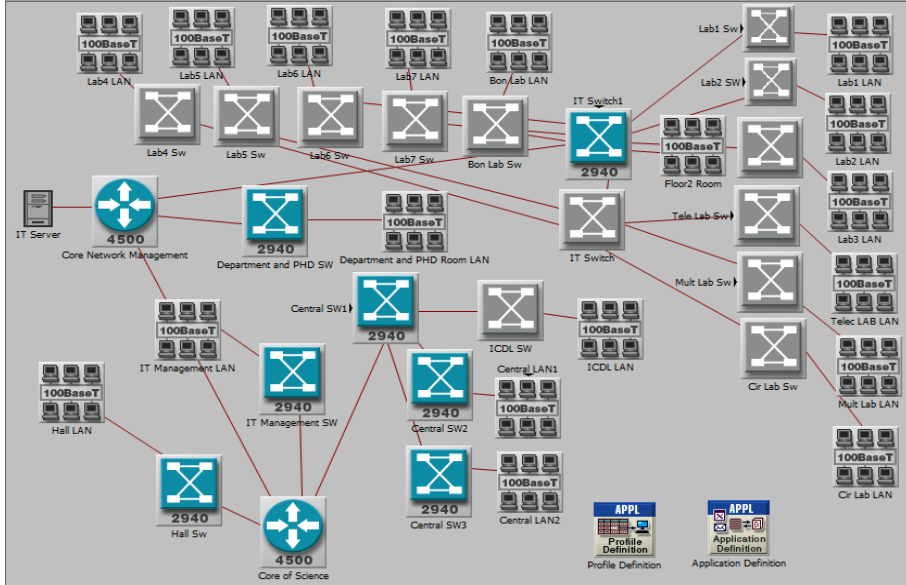 Lab1 Sw
100BaseT
Lab4 LAN
100BaseT
Lab5 LAN
100BaseT
Lab6 LAN
100BaseT
Lab7 LAN
100BaseT
Bon Lab LAN
100BaseT
Lab1 LAN
Lab2 SW
IT Switch1
2940
Lab4 Sw
Lab5 Sw
Lab6 Sw
Lab7 Sw
Bon Lab Sw
100BaseT
Floor2 Room
100BaseT
Lab2 LAN
IT Server
4500
Core Network Management
2940
Department and PHD SW
100BaseT
Department and PHD Room LAN
IT Switch
Tele Lab Sw
100BaseT
Lab3 LAN
Mult Lab Sw
100BaseT
Telec LAB LAN
Central SW1
2940
100BaseT
IT Management LAN
ICDL SW
100BaseT
ICDL LAN
Cir Lab Sw
100BaseT
Mult Lab LAN
100BaseT
Hall LAN
2940
IT Management SW
2940
Central SW2
Central LAN1
100BaseT
2940
Hall Sw
4500
Core of Science
2940
Central SW3
100BaseT
Central LAN2
100BaseT
Cir Lab LAN
APPL
Profile
Definition
Profile Definition
APPL
Application
Definition
Application Definition